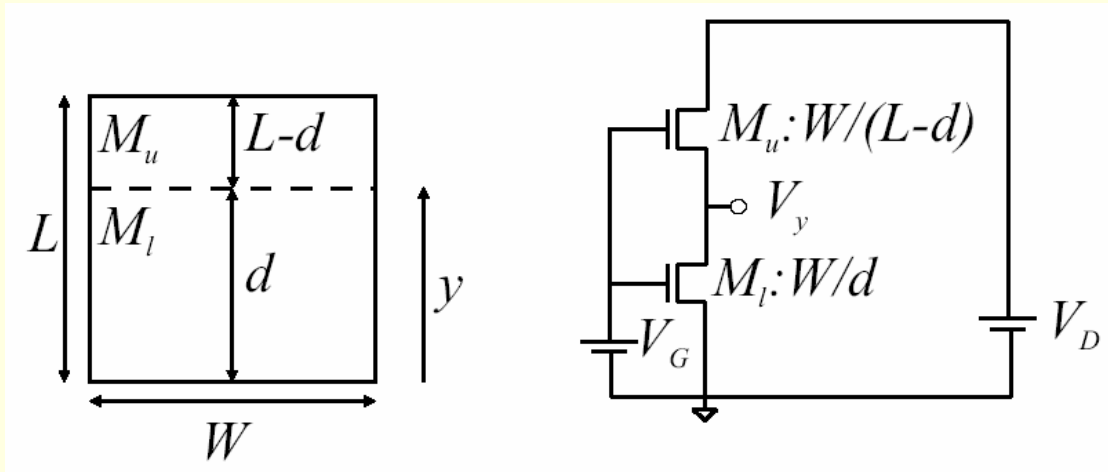 M_u
L-d
M_l
L
d
y
W
M_u:W/(L-d)
V_y
M_l:W/d
V_G
V_D